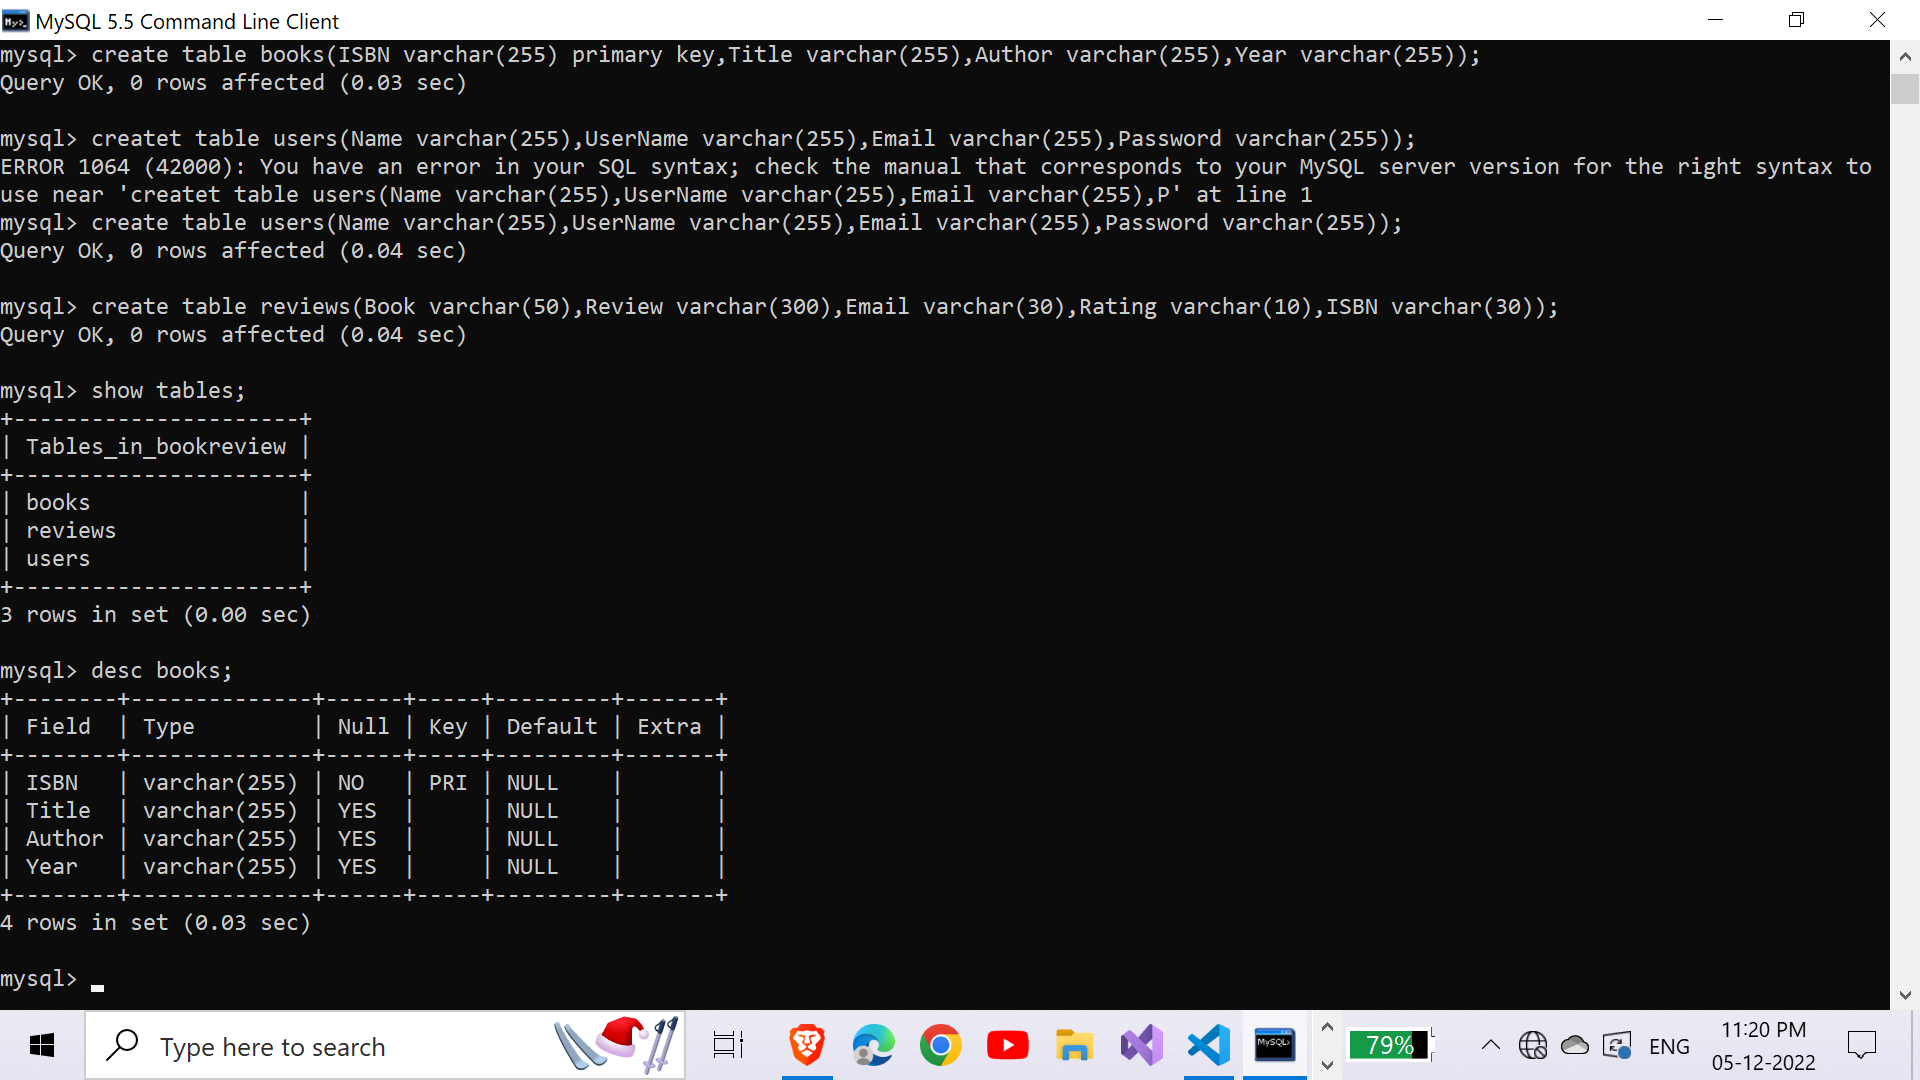 MySQL 5.5 Command Line Client
mysql> create table books(ISBN varchar(255) primary key,Title varchar(255),Author varchar(255),Year varchar(255));
Query OK, 0 rows affected (0.03 sec)
mysql> createt table users(Name varchar(255),UserName varchar(255),Email varchar(255),Password varchar(255));
ERROR 1064 (42000): You have an error in your SQL syntax; check the manual that corresponds to your MySQL server version for the right syntax to
use near 'createt table users(Name varchar(255),UserName varchar(255),Email varchar(255),P' at line 1
mysql> create table users(Name varchar(255),UserName varchar(255),Email varchar(255),Password varchar(255));
Query OK, 0 rows affected (0.04 sec)
mysql> create table reviews(Book varchar(50),Review varchar(300),Email varchar(30),Rating varchar(10),ISBN varchar(30));
Query OK, 0 rows affected (0.04 sec)
mysql> show tables;
+----------------------+
| Tables_in_bookreview |
+----------------------+
| books                |
| reviews              |
| users                |
+----------------------+
3 rows in set (0.00 sec)
mysql> desc books;
+--------+--------------+------+-----+---------+-------+
| Field  | Type         | Null | Key | Default | Extra |
+--------+--------------+------+-----+---------+-------+
| ISBN   | varchar(255) | NO   | PRI | NULL    |       |
| Title  | varchar(255) | YES  |     | NULL    |       |
| Author | varchar(255) | YES  |     | NULL    |       |
| Year   | varchar(255) | YES  |     | NULL    |       |
+--------+--------------+------+-----+---------+-------+
4 rows in set (0.03 sec)
mysql> _
Type here to search
MySQL>
79%
ENG
11:20 PM
05-12-2022